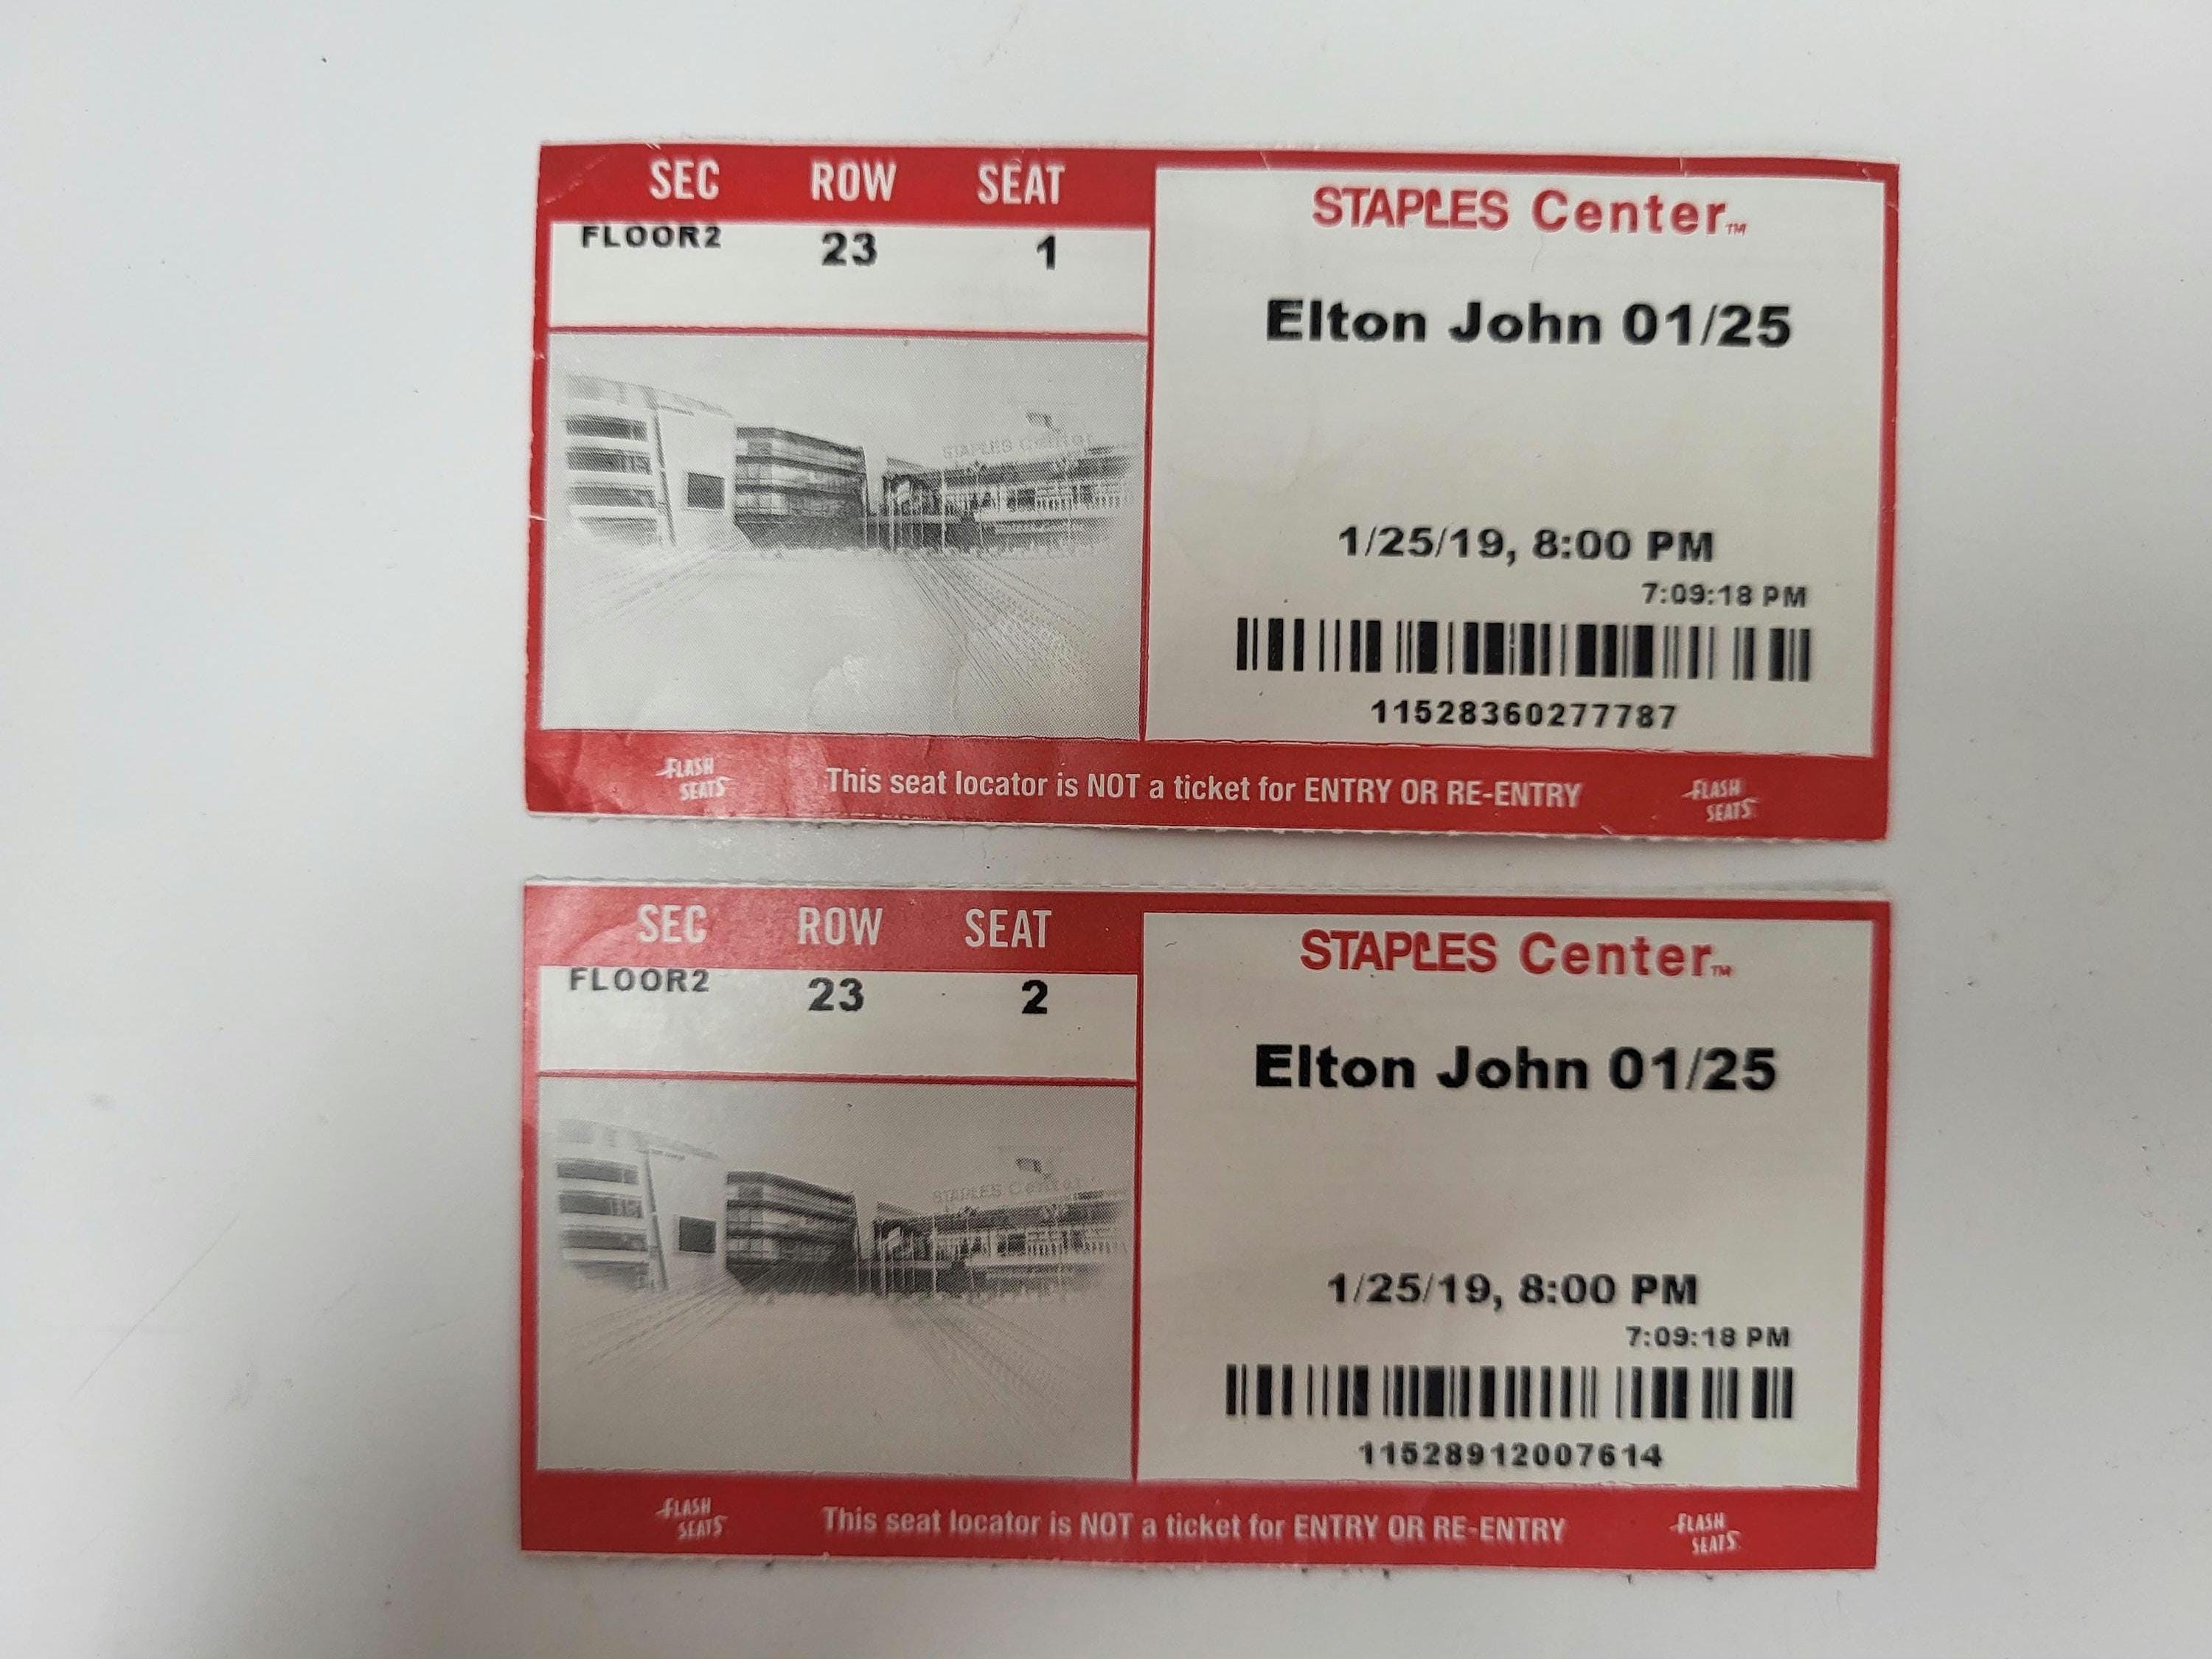 SEC ROW SEAT
FLOOR2 23 1
STAPLES Center
STAPLES Center™
Elton John 01/25
1/25/19, 8:00 PM
7:09:18 PM
11528360277787
FLASH SEATS
This seat locator is NOT a ticket for ENTRY OR RE-ENTRY
FLASH SEATS
SEC ROW SEAT
FLOOR2 23 2
STAPLES Center
STAPLES Center™
Elton John 01/25
1/25/19, 8:00 PM
7:09:18 PM
11528912007614
FLASH SEATS
This seat locator is NOT a ticket for ENTRY OR RE-ENTRY
FLASH SEATS